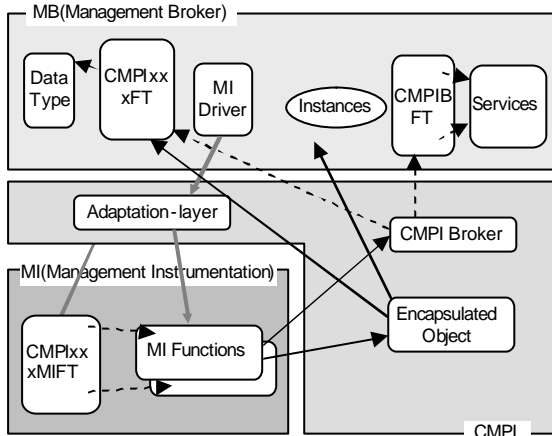 MB(Management Broker)
Data
Type
CMPIxx
xFT
MI
Driver
Instances
CMPIB
FT
Services
Adaptation-layer
CMPI Broker
MI(Management Instrumentation)
CMPIxx
xMIFT
MI Functions
Encapsulated
Object
CMPI